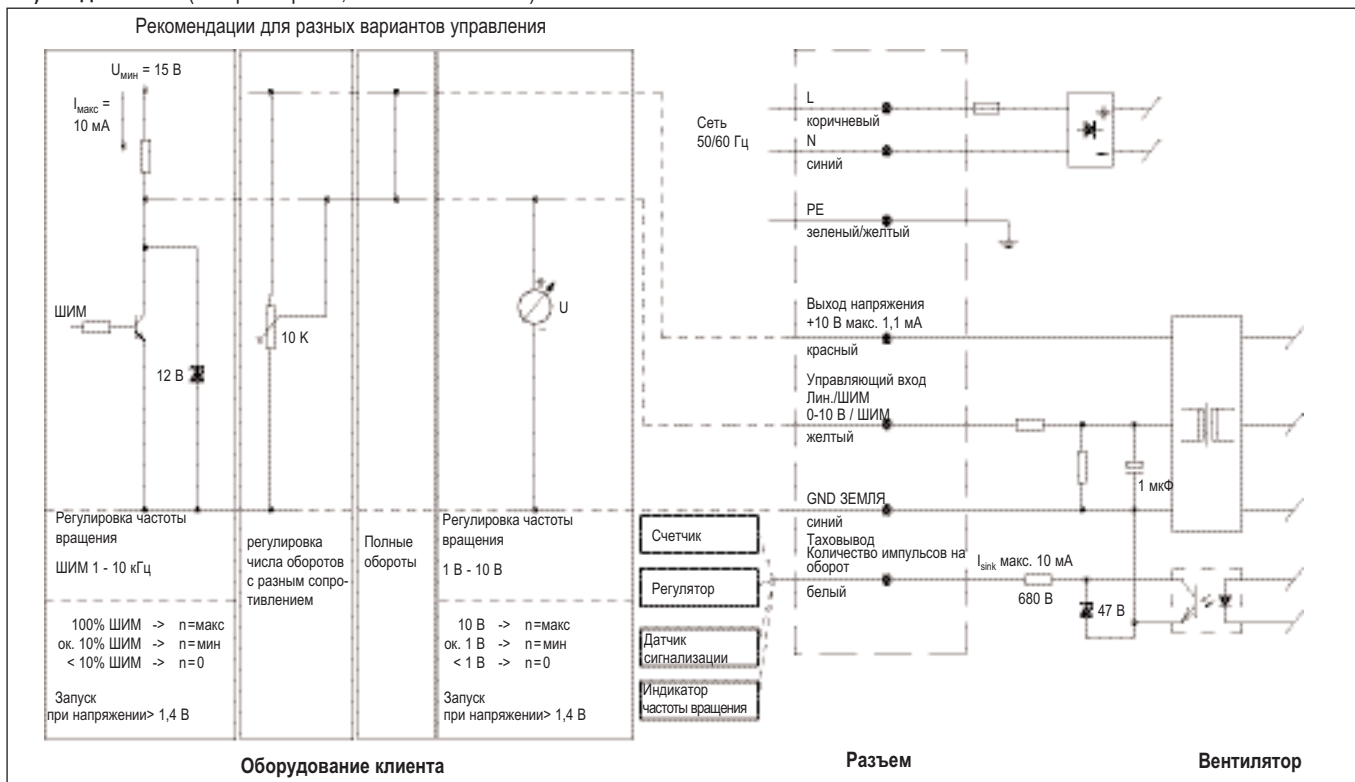 Рекомендации для разных вариантов управления
Uмин = 15 В
Iмакс =
10 мА
ШИМ
12 В
10 K
U
Регулировка частоты
вращения
ШИМ 1 - 10 кГц
100% ШИМ -> n=макс
ок. 10% ШИМ -> n=мин
< 10% ШИМ -> n=0
Запуск
при напряжении> 1,4 В
регулировка
числа оборотов
с разным сопро-
тивлением
Полные
обороты
Регулировка частоты
вращения
1 В - 10 В
10 В -> n=макс
ок. 1 В -> n=мин
< 1 В -> n=0
Запуск
при напряжении> 1,4 В
Оборудование клиента
Счетчик
Регулятор
Датчик
сигнализации
Индикатор
частоты вращения
Сеть
50/60 Гц
L
коричневый
N
синий
PE
зеленый/желтый
Выход напряжения
+10 В макс. 1,1 мА
красный
Управляющий вход
Лин./ШИМ
0-10 В / ШИМ
желтый
GND ЗЕМЛЯ
синий
Таховывод
Количество импульсов на
оборот
белый
+
−
1 мкФ
Isink макс. 10 мА
680 В
47 В
Разъем
Вентилятор